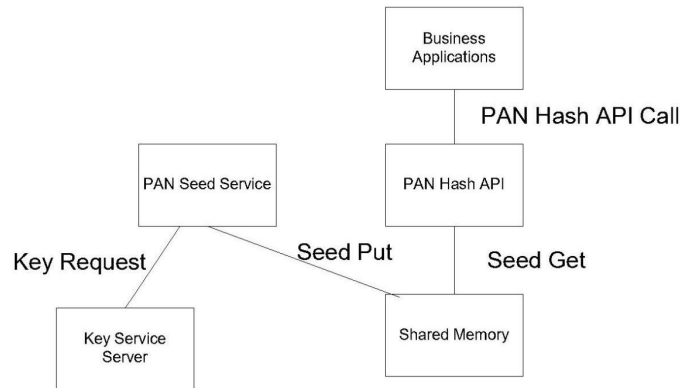 Business
Applications
PAN Hash API Call
PAN Seed Service
PAN Hash API
Key Request
Seed Put
Seed Get
Key Service
Server
Shared Memory